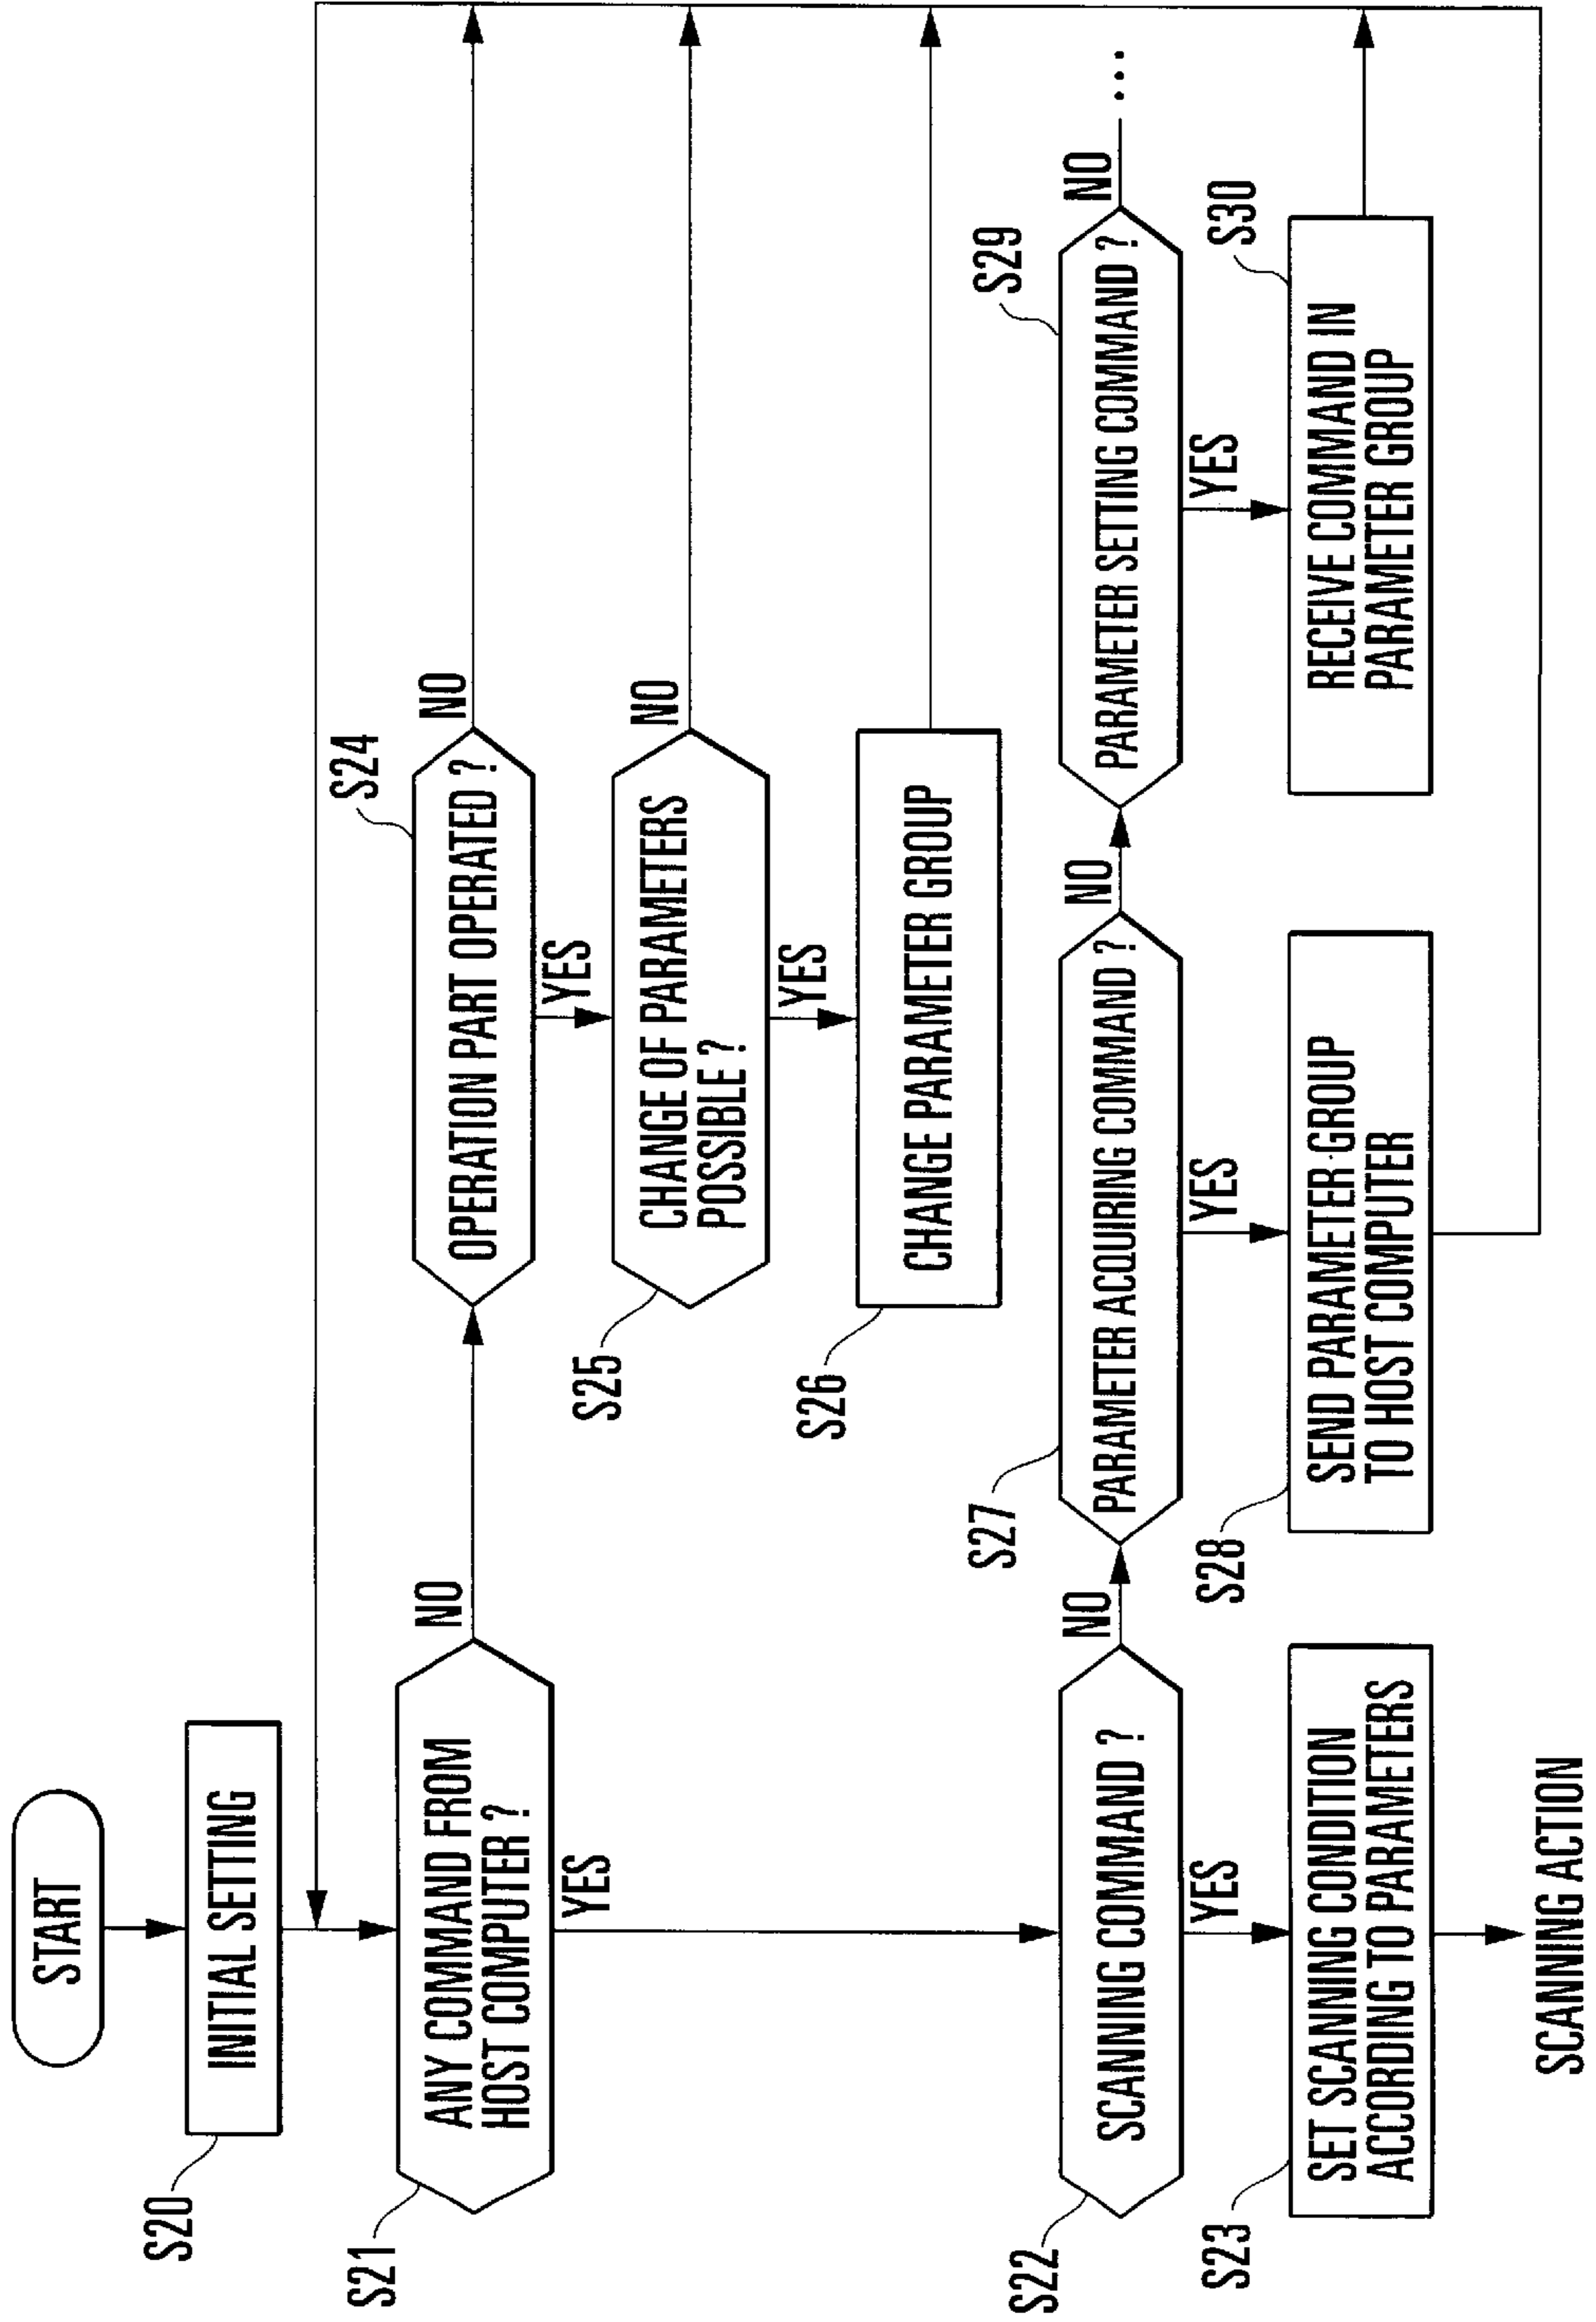 START
S20
INITIAL SETTING
S21
ANY COMMAND FROM
HOST COMPUTER ?
NO
YES
S24
OPERATION PART OPERATED ?
NO
YES
S25
CHANGE OF PARAMETERS
POSSIBLE ?
NO
YES
S26
CHANGE PARAMETER GROUP
S22
SCANNING COMMAND ?
NO
YES
S27
PARAMETER ACQUIRING COMMAND ?
NO
YES
S29
PARAMETER SETTING COMMAND ?
NO
...
YES
S23
SET SCANNING CONDITION
ACCORDING TO PARAMETERS
S28
SEND PARAMETER GROUP
TO HOST COMPUTER
S30
RECEIVE COMMAND IN
PARAMETER GROUP
SCANNING ACTION